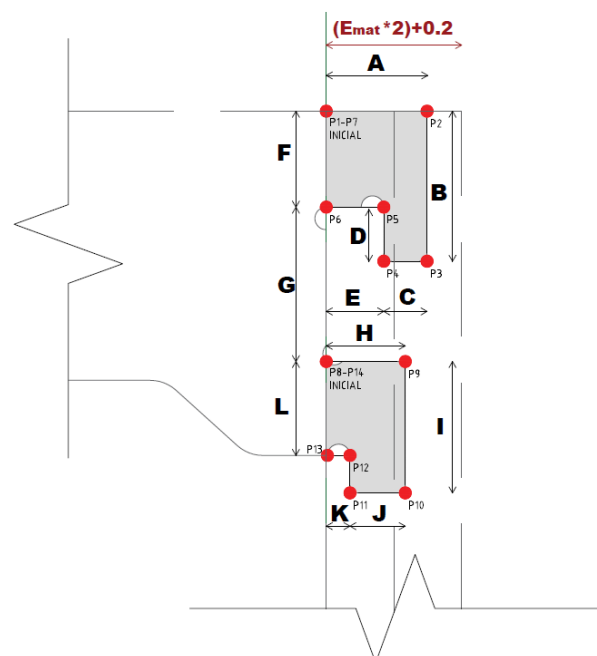 (Emat*2)+0.2
A
P1-P7
INICIAL
P2
F
B
P6
P5
D
P4
P3
G
E
C
H
P8-P14
INICIAL
P9
L
I
P13
P12
P11
P10
K
J